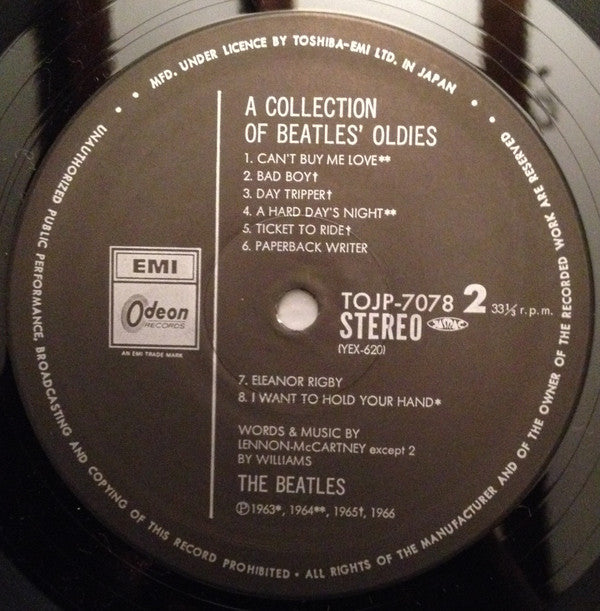 • • MFD. UNDER LICENCE BY TOSHIBA-EMI LTD. IN JAPAN • •
A COLLECTION
OF BEATLES' OLDIES
1. CAN'T BUY ME LOVE**
2. BAD BOY†
3. DAY TRIPPER†
4. A HARD DAY'S NIGHT**
5. TICKET TO RIDE†
6. PAPERBACK WRITER
EMI
Odeon
RECORDS
AN EMI TRADE MARK
TOJP-7078 2 33⅓ r.p.m.
STEREO
(YEX-620)
7. ELEANOR RIGBY
8. I WANT TO HOLD YOUR HAND*
WORDS & MUSIC BY
LENNON-McCARTNEY except 2
BY WILLIAMS
THE BEATLES
℗1963*, 1964**, 1965†, 1966
UNAUTHORIZED PUBLIC PERFORMANCE, BROADCASTING AND COPYING OF THIS RECORD PROHIBITED • ALL RIGHTS OF THE MANUFACTURER AND OF THE OWNER OF THE RECORDED WORK ARE RESERVED